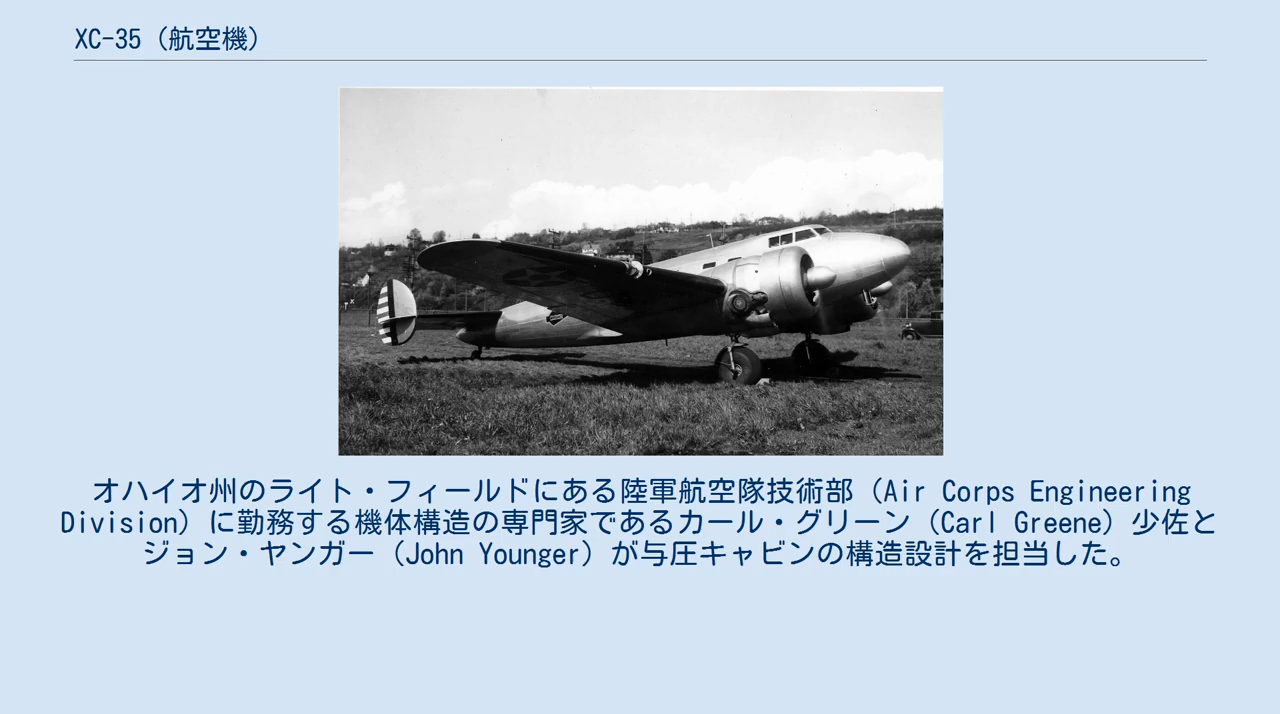 XC-35（航空機）
オハイオ州のライト・フィールドにある陸軍航空隊技術部（Air Corps Engineering
Division）に勤務する機体構造の専門家であるカール・グリーン（Carl Greene）少佐と
ジョン・ヤンガー（John Younger）が与圧キャビンの構造設計を担当した。